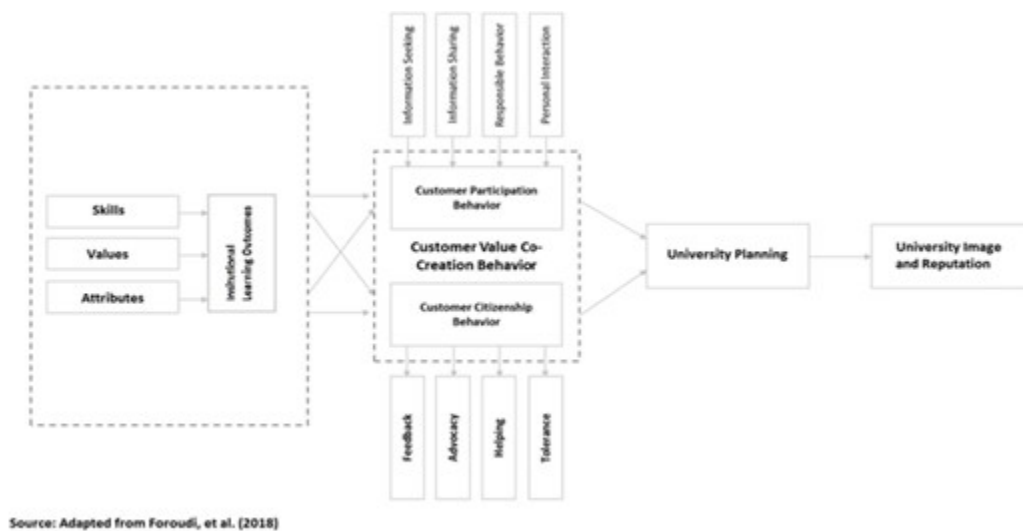 Information Seeking
Information Sharing
Responsible Behavior
Personal Interaction
Skills
Values
Attributes
Insitutional
Learning Outcomes
Customer Participation
Behavior
Customer Value Co-
Creation Behavior
Customer Citizenship
Behavior
University Planning
University Image
and Reputation
Feedback
Advocacy
Helping
Tolerance
Source: Adapted from Foroudi, et al. (2018)